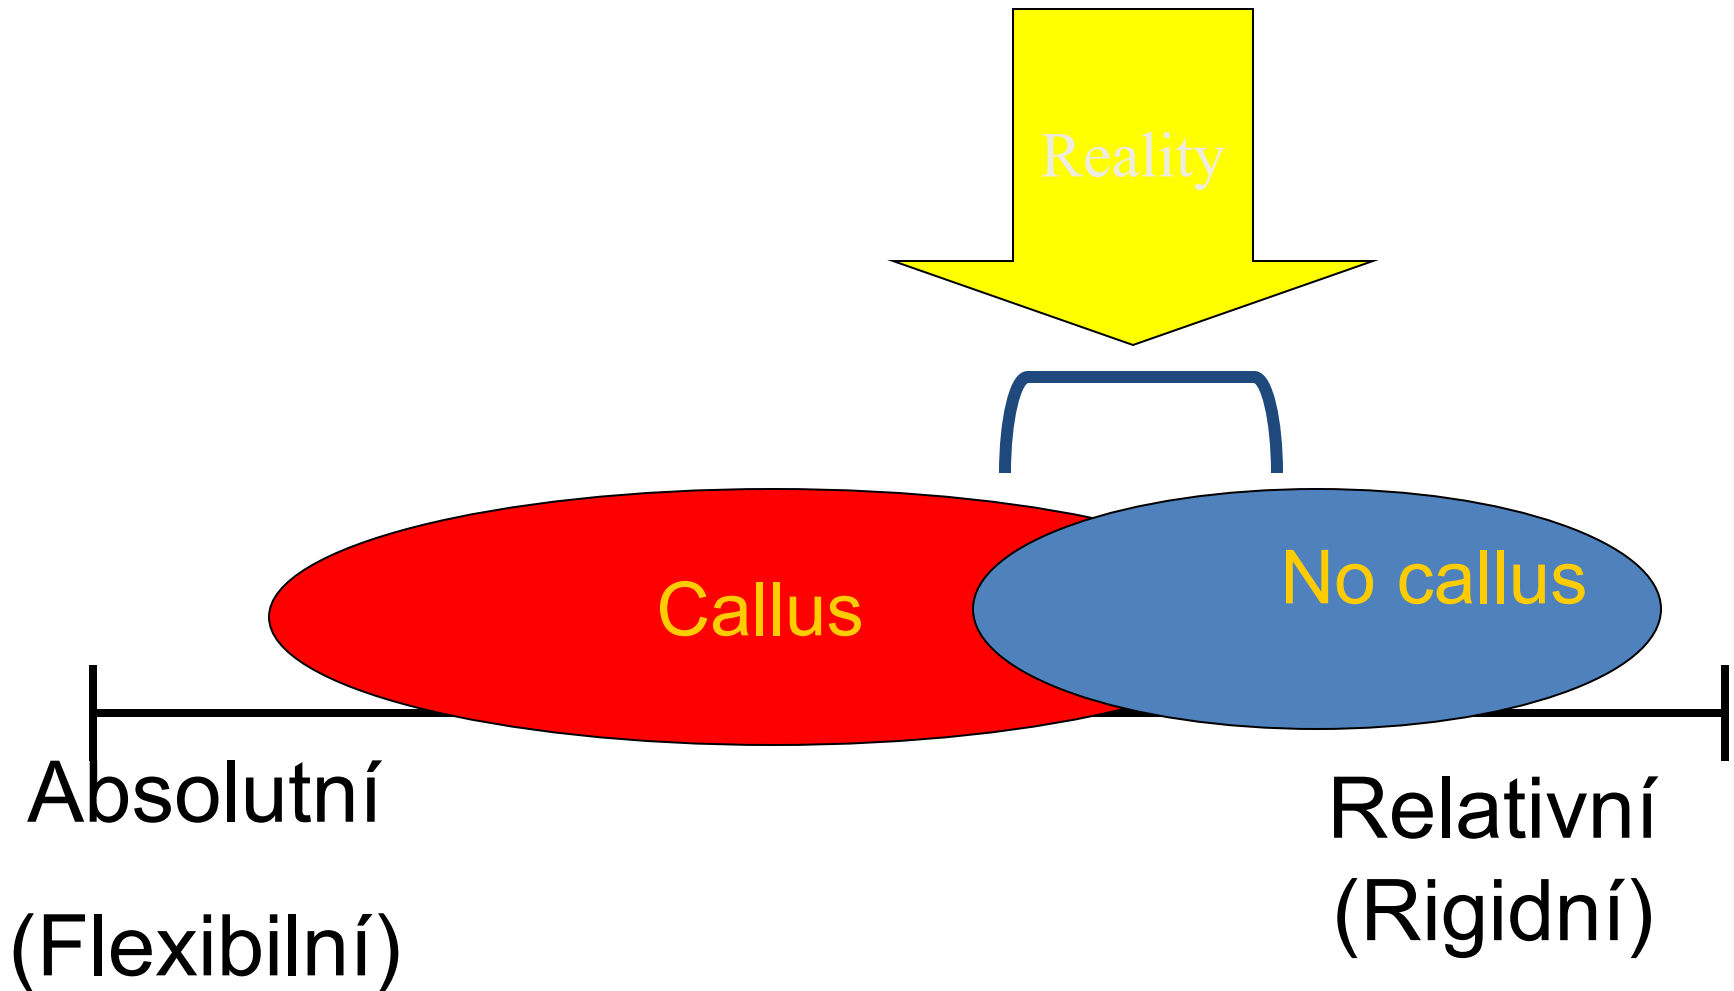 Reality
Callus
No callus
Absolutní
(Flexibilní)
Relativní
(Rigidní)